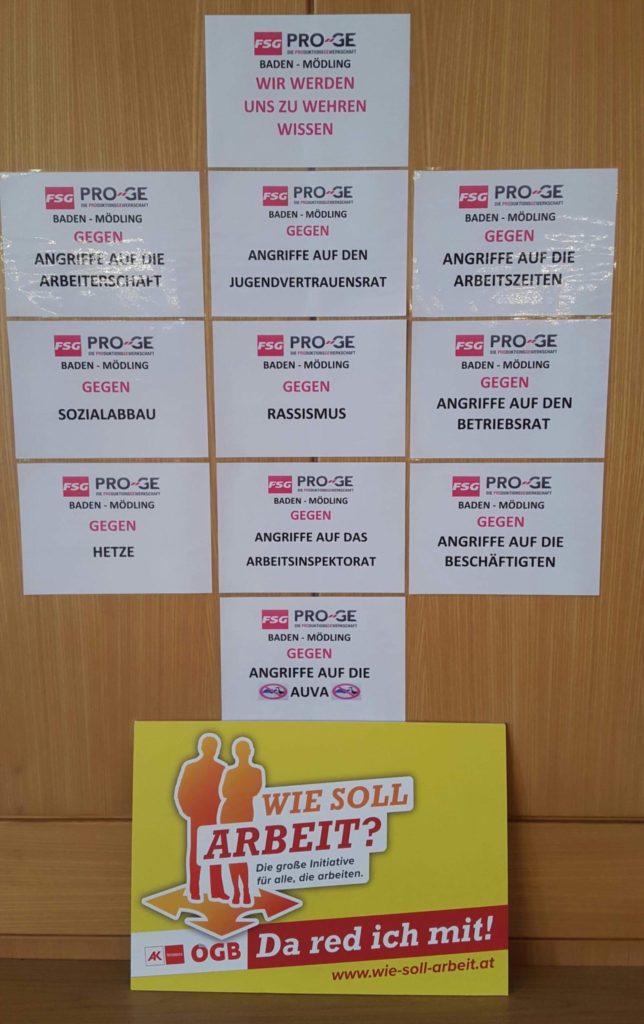 FSG PRO-GE
BADEN - MÖDLING
WIR WERDEN
UNS ZU WEHREN
WISSEN
FSG PRO-GE
DIE PRODUKTIONSGEWERKSCHAFT
BADEN - MÖDLING
GEGEN
ANGRIFFE AUF DIE
ARBEITERSCHAFT
FSG PRO-GE
DIE PRODUKTIONSGEWERKSCHAFT
BADEN - MÖDLING
GEGEN
ANGRIFFE AUF DEN
JUGENDVERTRAUENSRAT
FSG PRO-GE
DIE PRODUKTIONSGEWERKSCHAFT
BADEN - MÖDLING
GEGEN
ANGRIFFE AUF DIE
ARBEITSZEITEN
FSG PRO-GE
DIE PRODUKTIONSGEWERKSCHAFT
BADEN - MÖDLING
GEGEN
SOZIALABBAU
FSG PRO-GE
DIE PRODUKTIONSGEWERKSCHAFT
BADEN - MÖDLING
GEGEN
RASSISMUS
FSG PRO-GE
DIE PRODUKTIONSGEWERKSCHAFT
BADEN - MÖDLING
GEGEN
ANGRIFFE AUF DEN
BETRIEBSRAT
FSG PRO-GE
DIE PRODUKTIONSGEWERKSCHAFT
BADEN - MÖDLING
GEGEN
HETZE
FSG PRO-GE
DIE PRODUKTIONSGEWERKSCHAFT
BADEN - MÖDLING
GEGEN
ANGRIFFE AUF DAS
ARBEITSINSPEKTORAT
FSG PRO-GE
DIE PRODUKTIONSGEWERKSCHAFT
BADEN - MÖDLING
GEGEN
ANGRIFFE AUF DIE
BESCHÄFTIGTEN
FSG PRO-GE
DIE PRODUKTIONSGEWERKSCHAFT
BADEN - MÖDLING
GEGEN
ANGRIFFE AUF DIE
AUVA
WIE SOLL
ARBEIT?
Die große Initiative
für alle, die arbeiten.
AK ÖGB Da red ich mit!
www.wie-soll-arbeit.at